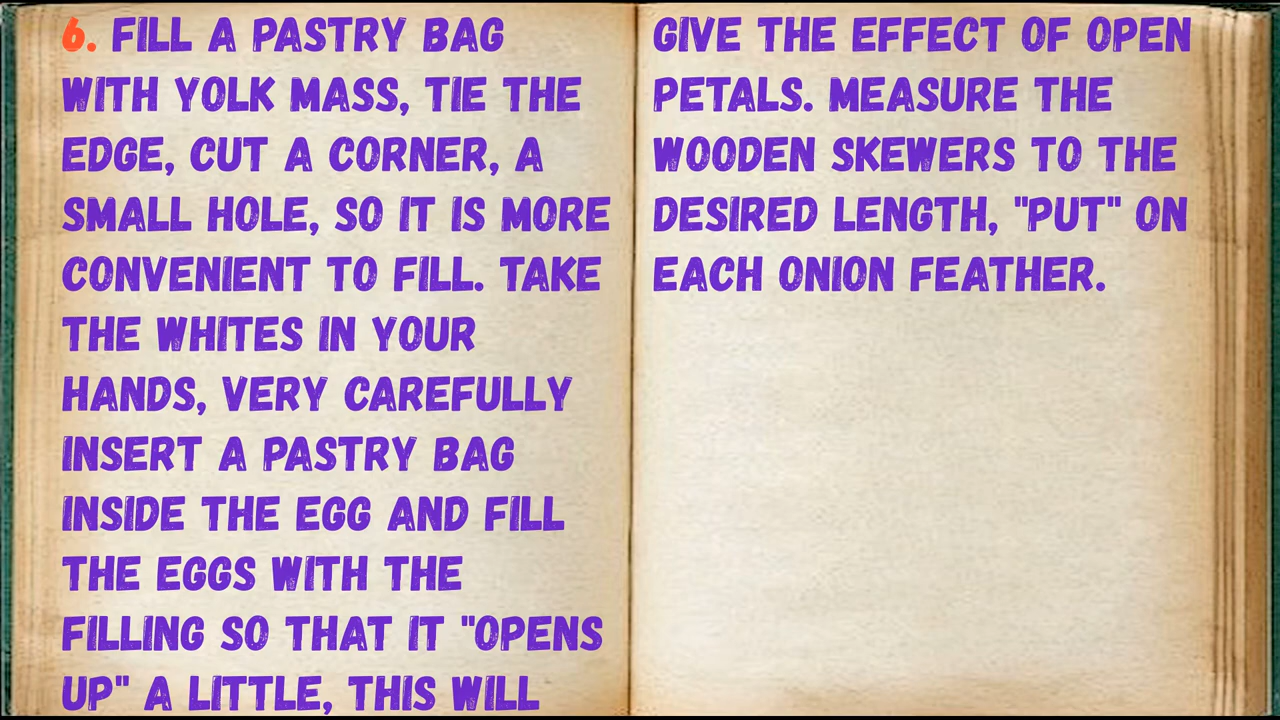 6. FILL A PASTRY BAG
WITH YOLK MASS, TIE THE
EDGE, CUT A CORNER, A
SMALL HOLE, SO IT IS MORE
CONVENIENT TO FILL. TAKE
THE WHITES IN YOUR
HANDS, VERY CAREFULLY
INSERT A PASTRY BAG
INSIDE THE EGG AND FILL
THE EGGS WITH THE
FILLING SO THAT IT "OPENS
UP" A LITTLE, THIS WILL
GIVE THE EFFECT OF OPEN
PETALS. MEASURE THE
WOODEN SKEWERS TO THE
DESIRED LENGTH, "PUT" ON
EACH ONION FEATHER.